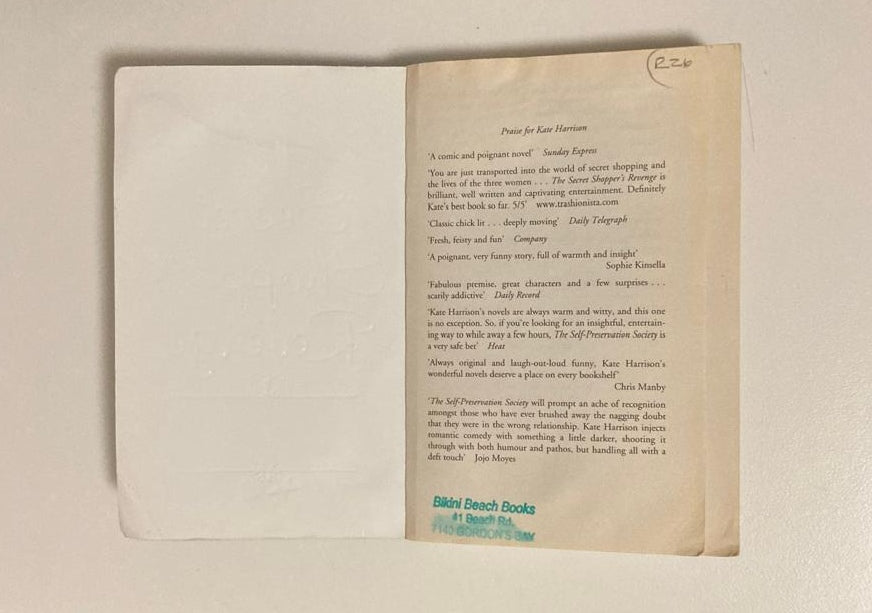 R26
Praise for Kate Harrison
'A comic and poignant novel' Sunday Express
'You are just transported into the world of secret shopping and
the lives of the three women . . . The Secret Shopper's Revenge is
brilliant, well written and captivating entertainment. Definitely
Kate's best book so far. 5/5' www.trashionista.com
'Classic chick lit . . . deeply moving' Daily Telegraph
'Fresh, feisty and fun' Company
'A poignant, very funny story, full of warmth and insight'
Sophie Kinsella
'Fabulous premise, great characters and a few surprises . . .
scarily addictive' Daily Record
'Kate Harrison's novels are always warm and witty, and this one
is no exception. So, if you're looking for an insightful, entertain-
ing way to while away a few hours, The Self-Preservation Society is
a very safe bet' Heat
'Always original and laugh-out-loud funny, Kate Harrison's
wonderful novels deserve a place on every bookshelf'
Chris Manby
'The Self-Preservation Society will prompt an ache of recognition
amongst those who have ever brushed away the nagging doubt
that they were in the wrong relationship. Kate Harrison injects
romantic comedy with something a little darker, shooting it
through with both humour and pathos, but handling all with a
deft touch' Jojo Moyes
Bikini Beach Books
41 Beach Rd.
7140 GORDON'S BAY